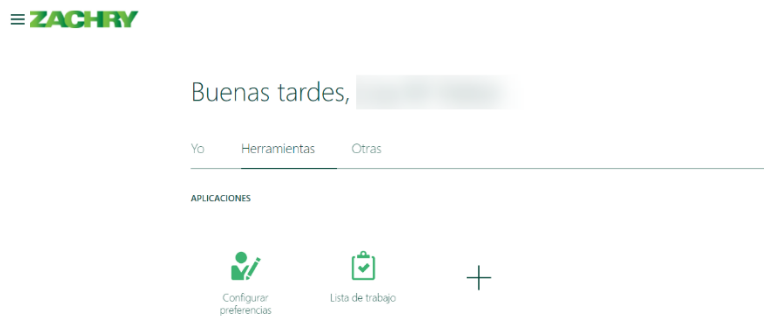 ZACHRY
Buenas tardes,
Yo Herramientas Otras
APLICACIONES
Configurar preferencias
Lista de trabajo